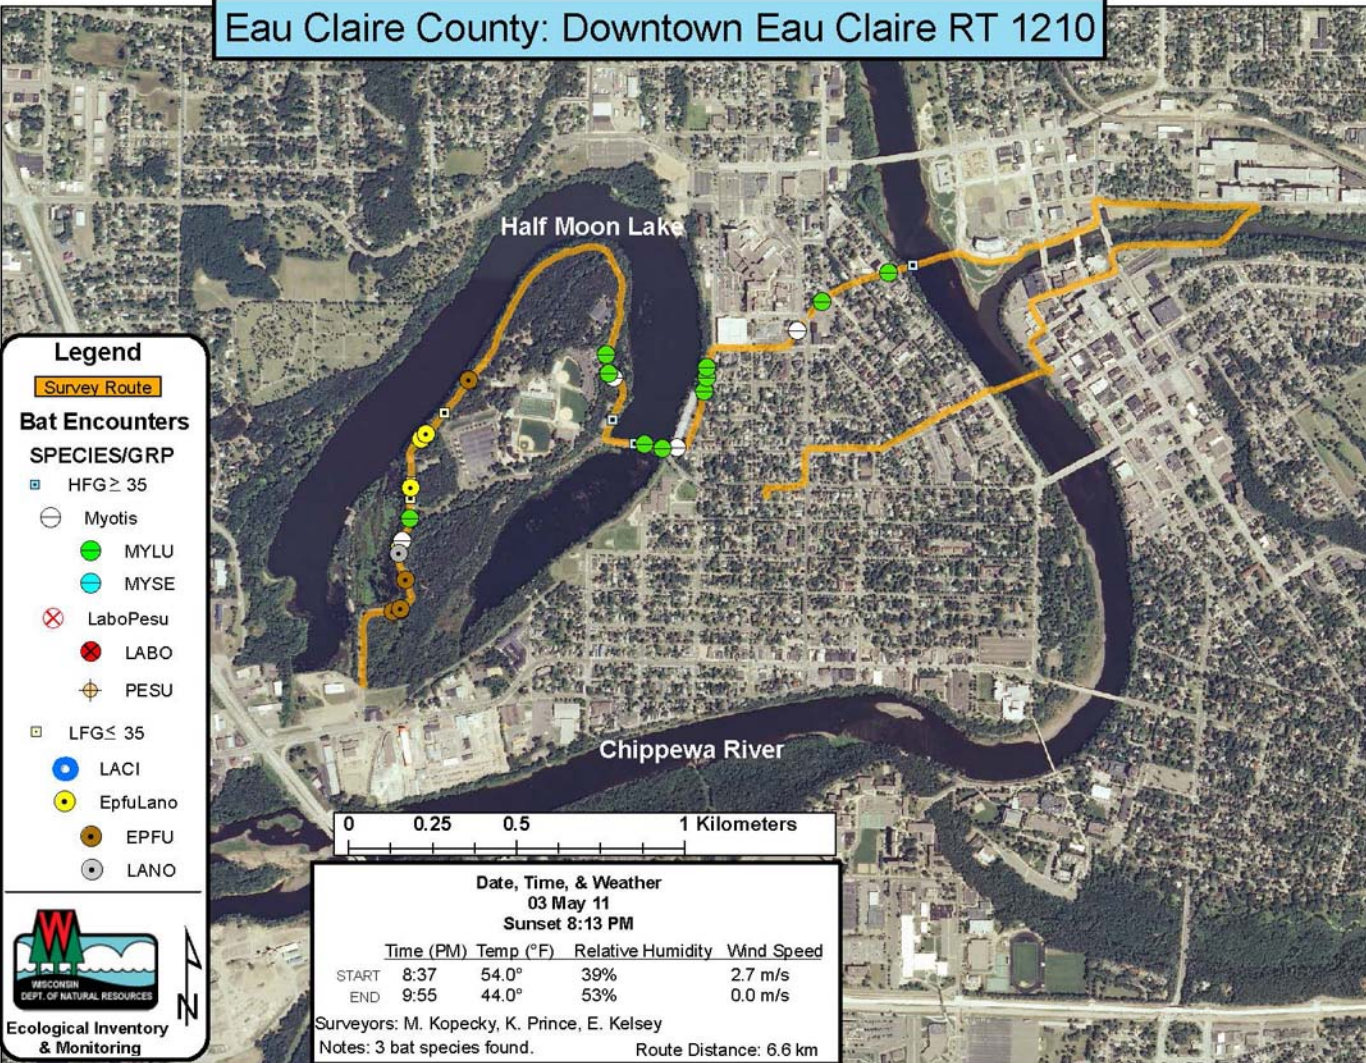 Eau Claire County: Downtown Eau Claire RT 1210
Half Moon Lake
Chippewa River
Legend
Survey Route
Bat Encounters
SPECIES/GRP
HFG ≥ 35
Myotis
MYLU
MYSE
LaboPesu
LABO
PESU
LFG ≤ 35
LACI
EpfuLano
EPFU
LANO
W
WISCONSIN
DEPT. OF NATURAL RESOURCES
N
Ecological Inventory
& Monitoring
0 0.25 0.5 1 Kilometers
Date, Time, & Weather
03 May 11
Sunset 8:13 PM
Time (PM) Temp (°F) Relative Humidity Wind Speed
START 8:37 54.0° 39% 2.7 m/s
END 9:55 44.0° 53% 0.0 m/s
Surveyors: M. Kopecky, K. Prince, E. Kelsey
Notes: 3 bat species found. Route Distance: 6.6 km